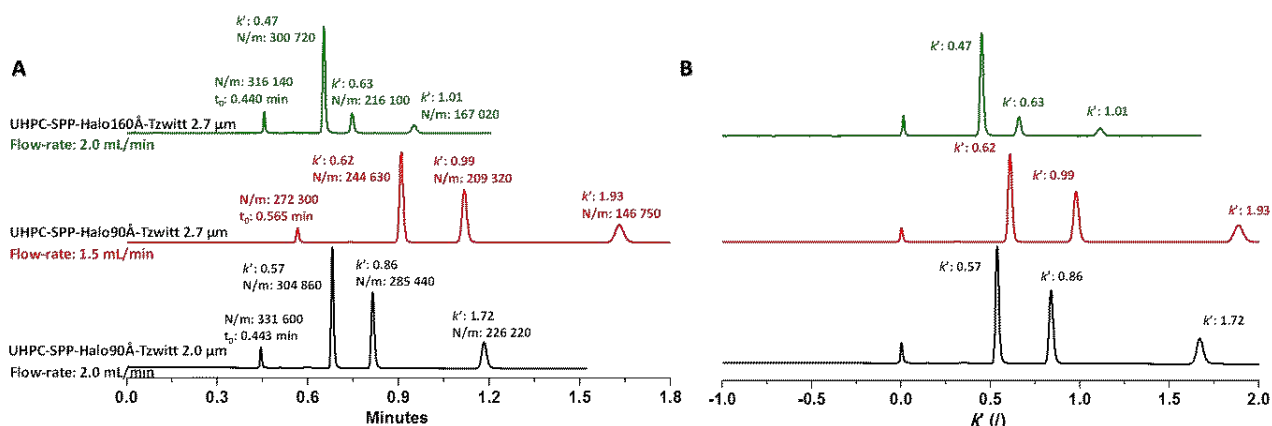 A
k': 0.47
N/m: 300 720
N/m: 316 140
t₀: 0.440 min
k': 0.63
N/m: 216 100
k': 1.01
N/m: 167 020
UHPC-SPP-Halo160Å-Tzwitt 2.7 µm
Flow-rate: 2.0 mL/min
k': 0.62
N/m: 244 630
k': 0.99
N/m: 209 320
N/m: 272 300
t₀: 0.565 min
k': 1.93
N/m: 146 750
UHPC-SPP-Halo90Å-Tzwitt 2.7 µm
Flow-rate: 1.5 mL/min
k': 0.57
N/m: 304 860
k': 0.86
N/m: 285 440
N/m: 331 600
t₀: 0.443 min
k': 1.72
N/m: 226 220
UHPC-SPP-Halo90Å-Tzwitt 2.0 µm
Flow-rate: 2.0 mL/min
0.0 0.3 0.6 0.9 1.2 1.5 1.8
Minutes
B
k': 0.47
k': 0.63
k': 1.01
k': 0.62
k': 0.99
k': 1.93
k': 0.57
k': 0.86
k': 1.72
-1.0 -0.5 0.0 0.5 1.0 1.5 2.0